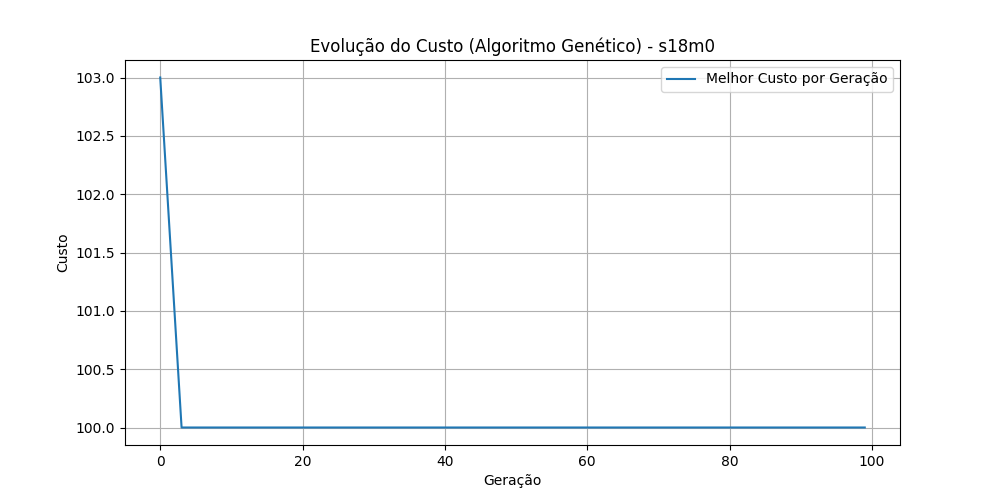 Evolução do Custo (Algoritmo Genético) - s18m0
Melhor Custo por Geração
Custo
103.0
102.5
102.0
101.5
101.0
100.5
100.0
0 20 40 60 80 100
Geração